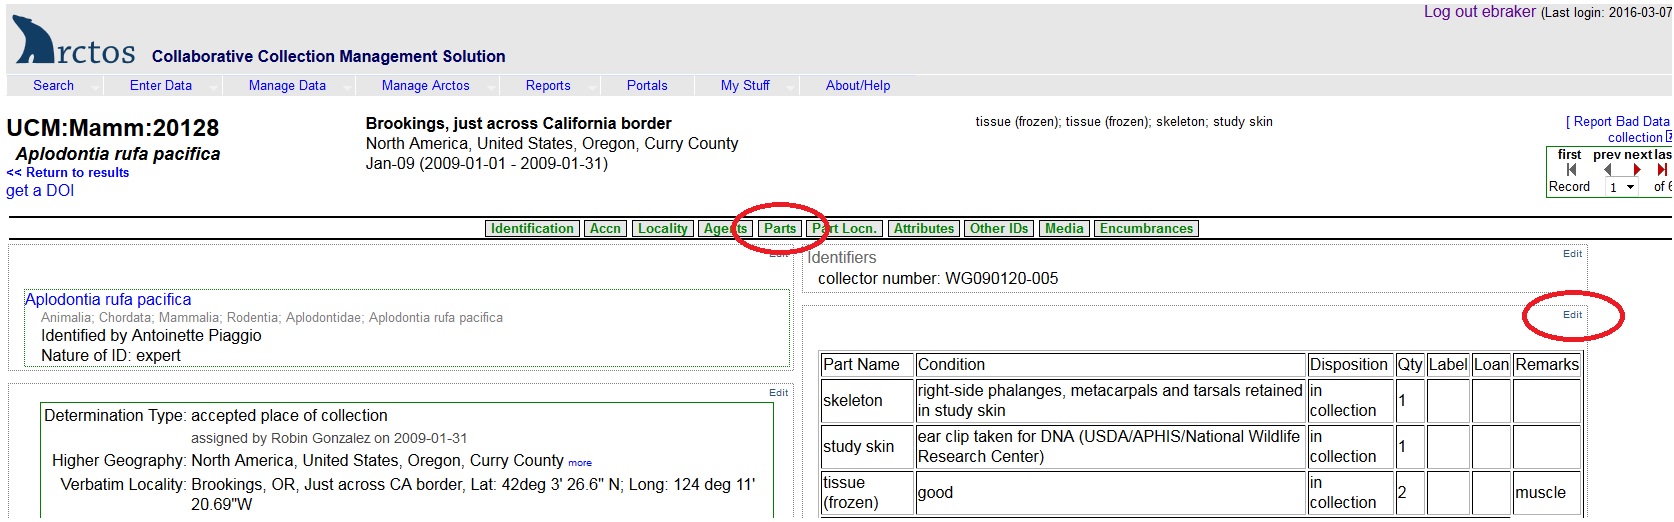 Log out ebraker (Last login: 2016-03-07
Arctos Collaborative Collection Management Solution
Search Enter Data Manage Data Manage Arctos Reports Portals My Stuff About/Help
UCM:Mamm:20128
Aplodontia rufa pacifica
<< Return to results
get a DOI
Brookings, just across California border
North America, United States, Oregon, Curry County
Jan-09 (2009-01-01 - 2009-01-31)
tissue (frozen); tissue (frozen); skeleton; study skin
[ Report Bad Data
collection
first prev next las
Record 1 of 6
Identification Accn Locality Agents Parts Part Locn. Attributes Other IDs Media Encumbrances
Edit
Aplodontia rufa pacifica
Animalia; Chordata; Mammalia; Rodentia; Aplodontidae; Aplodontia rufa pacifica
Identified by Antoinette Piaggio
Nature of ID: expert
Edit
Determination Type: accepted place of collection
assigned by Robin Gonzalez on 2009-01-31
Higher Geography: North America, United States, Oregon, Curry County more
Verbatim Locality: Brookings, OR, Just across CA border, Lat: 42deg 3' 26.6" N; Long: 124 deg 11'
20.69"W
Identifiers Edit
collector number: WG090120-005
Edit
Part Name Condition Disposition Qty Label Loan Remarks
skeleton right-side phalanges, metacarpals and tarsals retained in study skin in collection 1
study skin ear clip taken for DNA (USDA/APHIS/National Wildlife Research Center) in collection 1
tissue (frozen) good in collection 2 muscle